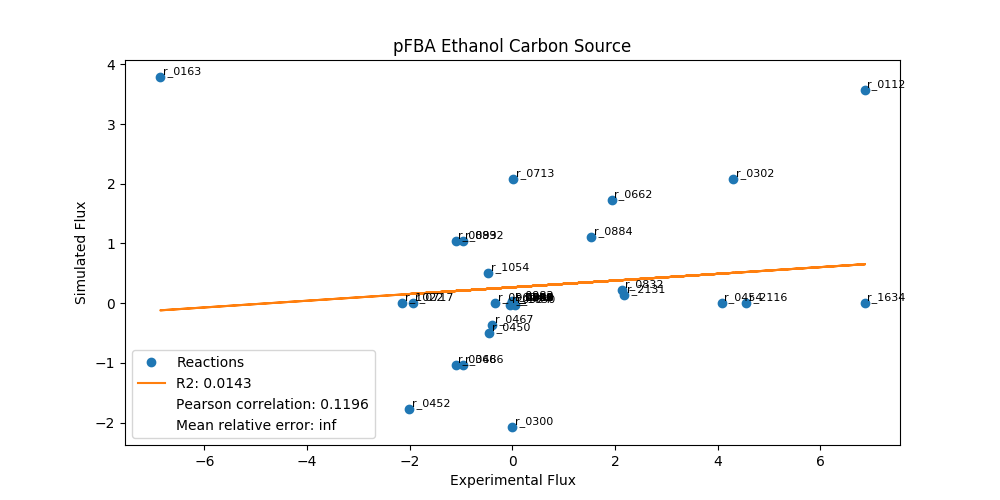 pFBA Ethanol Carbon Source
4
3
2
1
0
−1
−2
Simulated Flux
r_0163
r_0112
r_0713
r_0302
r_0662
r_0884
r_1054
r_0832
r_2131
r_0454
r_2116
r_1634
r_0467
r_0450
r_0452
r_0300
Reactions
R2: 0.0143
Pearson correlation: 0.1196
Mean relative error: inf
−6
−4
−2
0
2
4
6
Experimental Flux